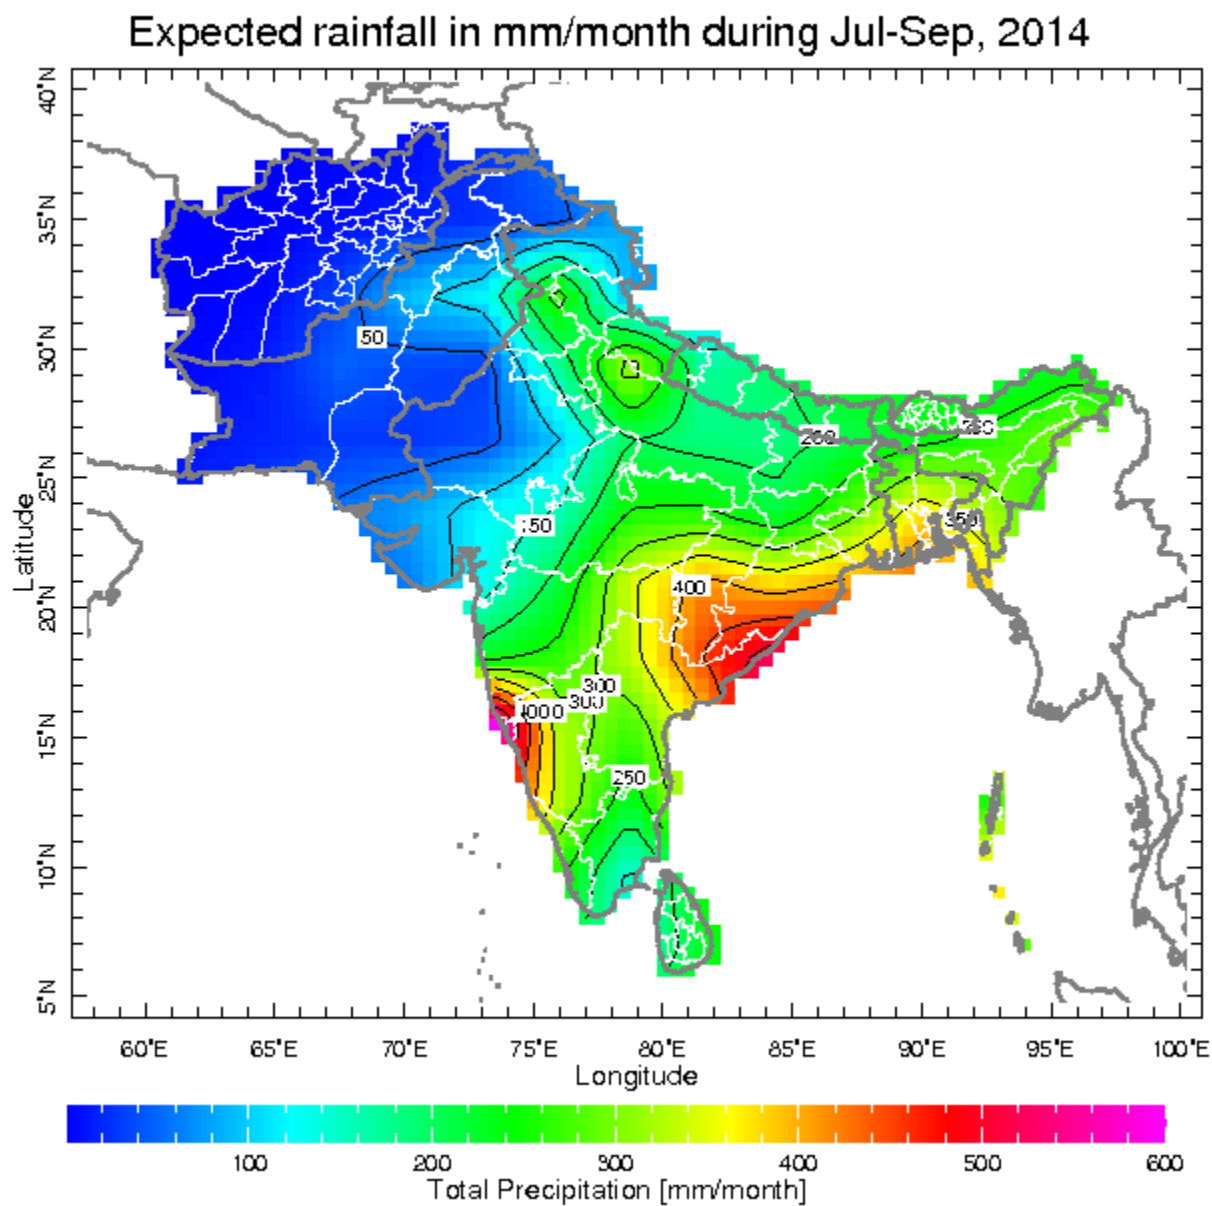 Expected rainfall in mm/month during Jul-Sep, 2014
40°N
35°N
30°N
25°N
20°N
15°N
10°N
5°N
Latitude
50
250
350
400
300
300
250
60°E 65°E 70°E 75°E 80°E 85°E 90°E 95°E 100°E
Longitude
100 200 300 400 500 600
Total Precipitation [mm/month]